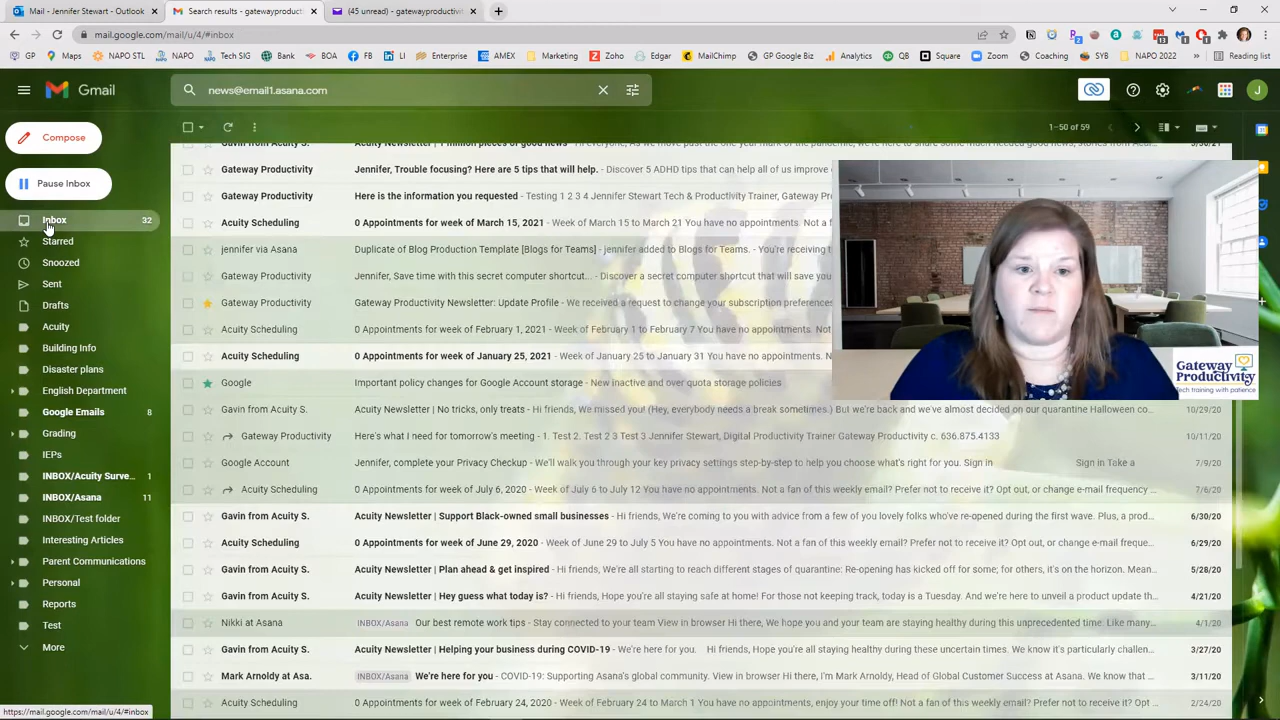 Mail - Jennifer Stewart - Outlook
Search results - gatewayproducti
(45 unread) - gatewayproductivity
mail.google.com/mail/u/4/#inbox
GP
Maps
NAPO STL
NAPO
Tech SIG
Bank
BOA
FB
LI
Enterprise
AMEX
Marketing
Zoho
Edgar
MailChimp
Analytics
QB
Square
Zoom
Coaching
SYB
NAPO 2022
»
Reading list
Gmail
news@email1.asana.com
J
Compose
1–50 of 59
Pause Inbox
Inbox 32
Starred
Snoozed
Sent
Drafts
Acuity
Building Info
Disaster plans
English Department
Google Emails 8
Grading
IEPs
INBOX/Acuity Surve... 1
INBOX/Asana 11
INBOX/Test folder
Interesting Articles
Parent Communications
Personal
Reports
Test
More
Gavin from Acuity S. Acuity Newsletter | 1 million pieces of good news
Gateway Productivity Jennifer, Trouble focusing? Here are 5 tips that will help. - Discover 5 ADHD tips that can help all of us improve
Gateway Productivity Here is the information you requested - Testing 1 2 3 4 Jennifer Stewart Tech & Productivity Trainer, Gateway
Acuity Scheduling 0 Appointments for week of March 15, 2021 - Week of March 15 to March 21 You have no appointments. Not a f
jennifer via Asana Duplicate of Blog Production Template [Blogs for Teams] - jennifer added to Blogs for Teams. - You're receiving
Gateway Productivity Jennifer, Save time with this secret computer shortcut... - Discover a secret computer shortcut that will save you
Gateway Productivity Gateway Productivity Newsletter: Update Profile - We received a request to change your subscription preferences
Acuity Scheduling 0 Appointments for week of February 1, 2021 - Week of February 1 to February 7 You have no appointments. Not
Acuity Scheduling 0 Appointments for week of January 25, 2021 - Week of January 25 to January 31 You have no appointments.
Google Important policy changes for Google Account storage - New inactive and over quota storage policies
Gavin from Acuity S. Acuity Newsletter | No tricks, only treats - Hi friends, We missed you! (Hey, everybody needs a break sometimes.) But we're back and we've almost decided on our quarantine Halloween co 10/29/20
Gateway Productivity Here's what I need for tomorrow's meeting - 1. Test 2. Test 3 Test 3 Jennifer Stewart, Digital Productivity Trainer Gateway Productivity c. 636.875.4133 10/11/20
Google Account Jennifer, complete your Privacy Checkup - We'll walk you through your key privacy settings step-by-step to help you choose what's right for you. Sign in Sign in Take a 7/9/20
Acuity Scheduling 0 Appointments for week of July 6, 2020 - Week of July 6 to July 12 You have no appointments. Not a fan of this weekly email? Prefer not to receive it? Opt out, or change e-mail frequency ... 7/6/20
Gavin from Acuity S. Acuity Newsletter | Support Black-owned small businesses - Hi friends, We're coming to you with advice from a few of you lovely folks who've re-opened during the first wave. Plus, a prod... 6/30/20
Acuity Scheduling 0 Appointments for week of June 29, 2020 - Week of June 29 to July 5 You have no appointments. Not a fan of this weekly email? Prefer not to receive it? Opt out, or change e-mail freque... 6/29/20
Gavin from Acuity S. Acuity Newsletter | Plan ahead & get inspired - Hi friends, We're all starting to reach different stages of quarantine: Re-opening has kicked off for some; for others, it's on the horizon. Mean... 5/28/20
Gavin from Acuity S. Acuity Newsletter | Hey guess what today is? - Hi friends, Hope you're all staying safe at home! For those not keeping track, today is a Tuesday. And we're here to unveil a product update th... 4/21/20
Nikki at Asana INBOX/Asana Our best remote work tips - Stay connected to your team View in browser Hi there, We hope you and your team are staying healthy during this unprecedented time. Like many... 4/1/20
Gavin from Acuity S. Acuity Newsletter | Helping your business during COVID-19 - We're here for you. Hi friends, Hope you're all staying healthy these uncertain times. We know it's particularly challen... 3/27/20
Mark Arnoldy at Asa. INBOX/Asana We're here for you - COVID-19: Supporting Asana's global community. View in browser Hi there, I'm Mark Arnoldy, Head of Global Customer Success at Asana. We know that ... 3/11/20
Acuity Scheduling 0 Appointments for week of February 24, 2020 - Week of February 24 to March 1 You have no appointments, enjoy your time off! Not a fan of this weekly email? Prefer not to receive it? Opt ... 2/24/20
Gateway
Productivity
Tech training with patience
https://mail.google.com/mail/u/4/#inbox